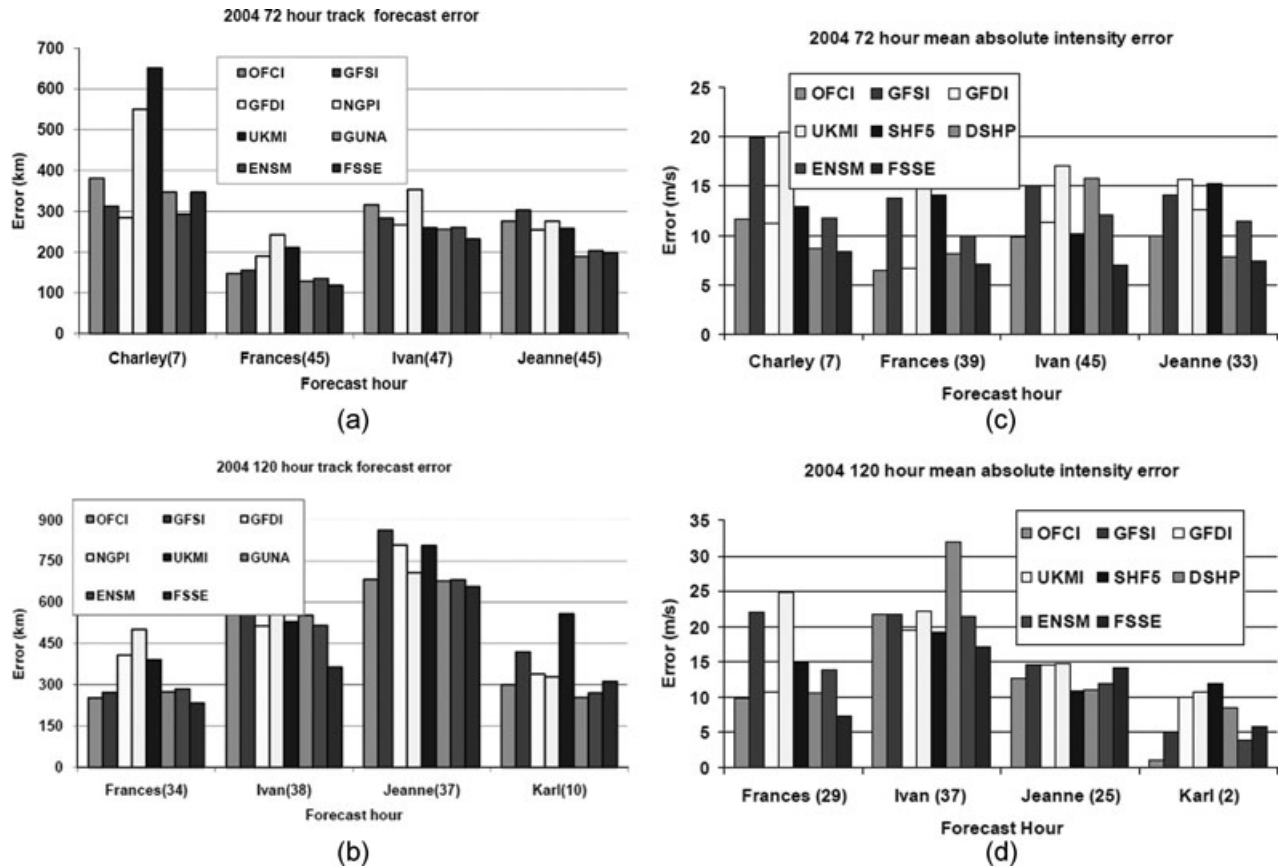 2004 72 hour track forecast error
Error (km)
700
600
500
400
300
200
100
0
OFCI GFSI
GFDI NGPI
UKMI GUNA
ENSM FSSE
Charley(7) Frances(45) Ivan(47) Jeanne(45)
Forecast hour
(a)
2004 72 hour mean absolute intensity error
Error (m/s)
25
20
15
10
5
0
OFCI GFSI GFDI
UKMI SHF5 DSHP
ENSM FSSE
Charley (7) Frances (39) Ivan (45) Jeanne (33)
Forecast hour
(c)
2004 120 hour track forecast error
Error (km)
900
750
600
450
300
150
0
OFCI GFSI GFDI
NGPI UKMI GUNA
ENSM FSSE
Frances(34) Ivan(38) Jeanne(37) Karl(10)
Forecast hour
(b)
2004 120 hour mean absolute intensity error
Error (m/s)
35
30
25
20
15
10
5
0
OFCI GFSI GFDI
UKMI SHF5 DSHP
ENSM FSSE
Frances (29) Ivan (37) Jeanne (25) Karl (2)
Forecast Hour
(d)